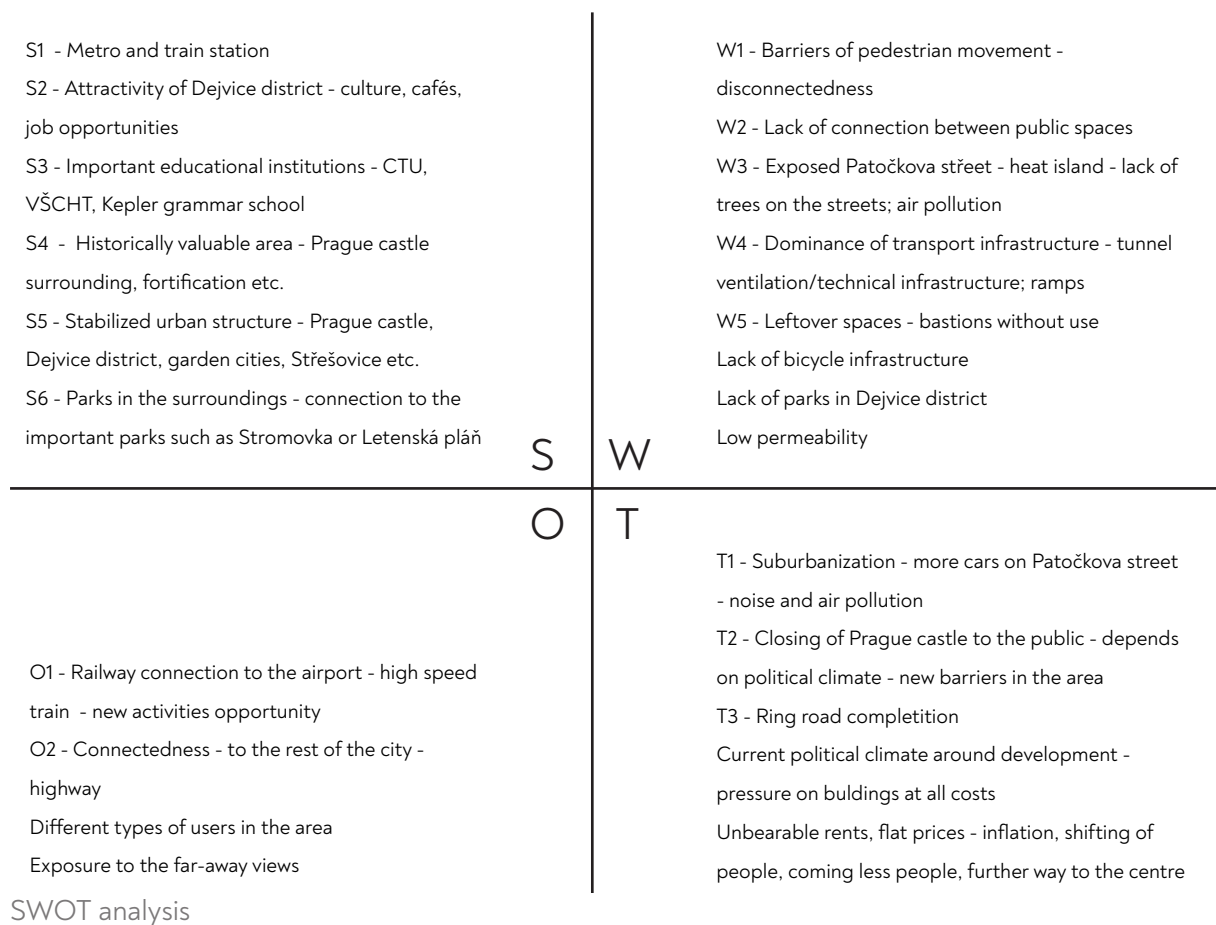 S1 - Metro and train station
S2 - Attractivity of Dejvice district - culture, cafés,
job opportunities
S3 - Important educational institutions - CTU,
VŠCHT, Kepler grammar school
S4 - Historically valuable area - Prague castle
surrounding, fortification etc.
S5 - Stabilized urban structure - Prague castle,
Dejvice district, garden cities, Střešovice etc.
S6 - Parks in the surroundings - connection to the
important parks such as Stromovka or Letenská pláň
S
W1 - Barriers of pedestrian movement -
disconnectedness
W2 - Lack of connection between public spaces
W3 - Exposed Patočkova střeet - heat island - lack of
trees on the streets; air pollution
W4 - Dominance of transport infrastructure - tunnel
ventilation/technical infrastructure; ramps
W5 - Leftover spaces - bastions without use
Lack of bicycle infrastructure
Lack of parks in Dejvice district
Low permeability
W
O
O1 - Railway connection to the airport - high speed
train - new activities opportunity
O2 - Connectedness - to the rest of the city -
highway
Different types of users in the area
Exposure to the far-away views
T
T1 - Suburbanization - more cars on Patočkova street
- noise and air pollution
T2 - Closing of Prague castle to the public - depends
on political climate - new barriers in the area
T3 - Ring road completition
Current political climate around development -
pressure on buldings at all costs
Unbearable rents, flat prices - inflation, shifting of
people, coming less people, further way to the centre
SWOT analysis